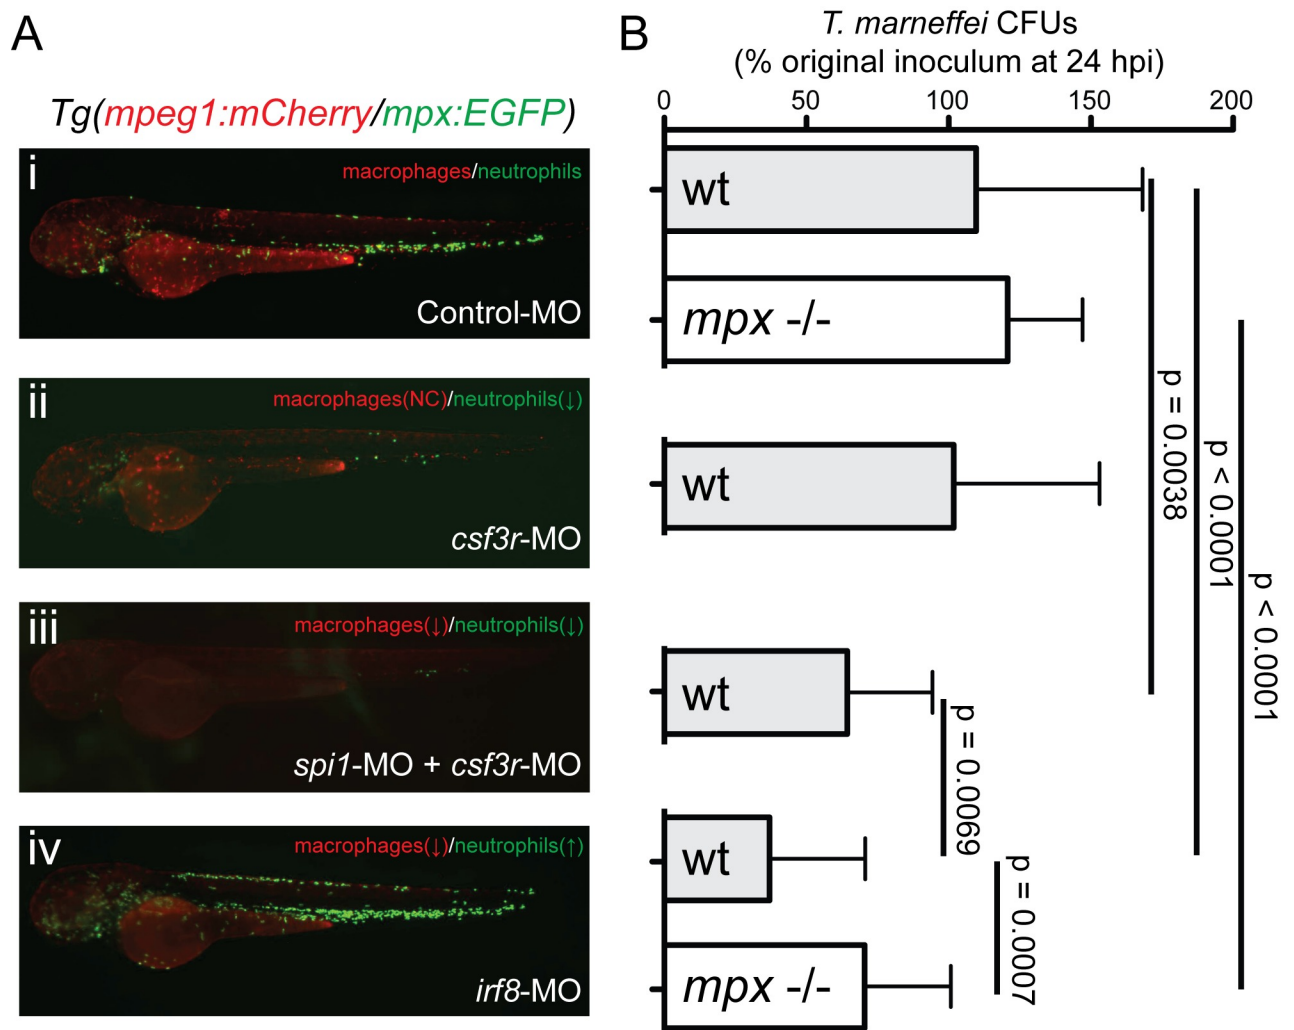 A
Tg(mpeg1:mCherry/mpx:EGFP)
i
macrophages/neutrophils
Control-MO
ii
macrophages(NC)/neutrophils(↓)
csf3r-MO
iii
macrophages(↓)/neutrophils(↓)
spi1-MO + csf3r-MO
iv
macrophages(↓)/neutrophils(↑)
irf8-MO
B
T. marneffei CFUs
(% original inoculum at 24 hpi)
0 50 100 150 200
wt
mpx -/-
wt
wt
wt
mpx -/-
p = 0.0038
p < 0.0001
p < 0.0001
p = 0.0069
p = 0.0007